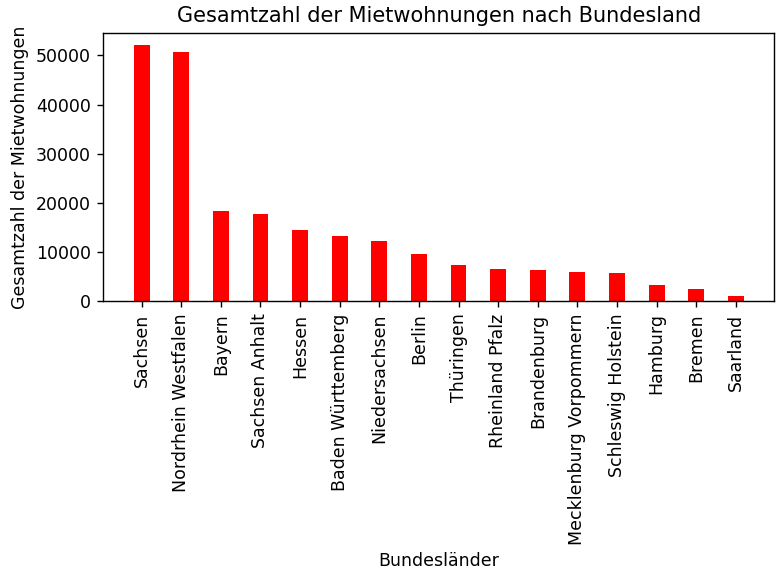 Gesamtzahl der Mietwohnungen nach Bundesland
Gesamtzahl der Mietwohnungen
50000
40000
30000
20000
10000
0
Sachsen
Nordrhein Westfalen
Bayern
Sachsen Anhalt
Hessen
Baden Württemberg
Niedersachsen
Berlin
Thüringen
Rheinland Pfalz
Brandenburg
Mecklenburg Vorpommern
Schleswig Holstein
Hamburg
Bremen
Saarland
Bundesländer